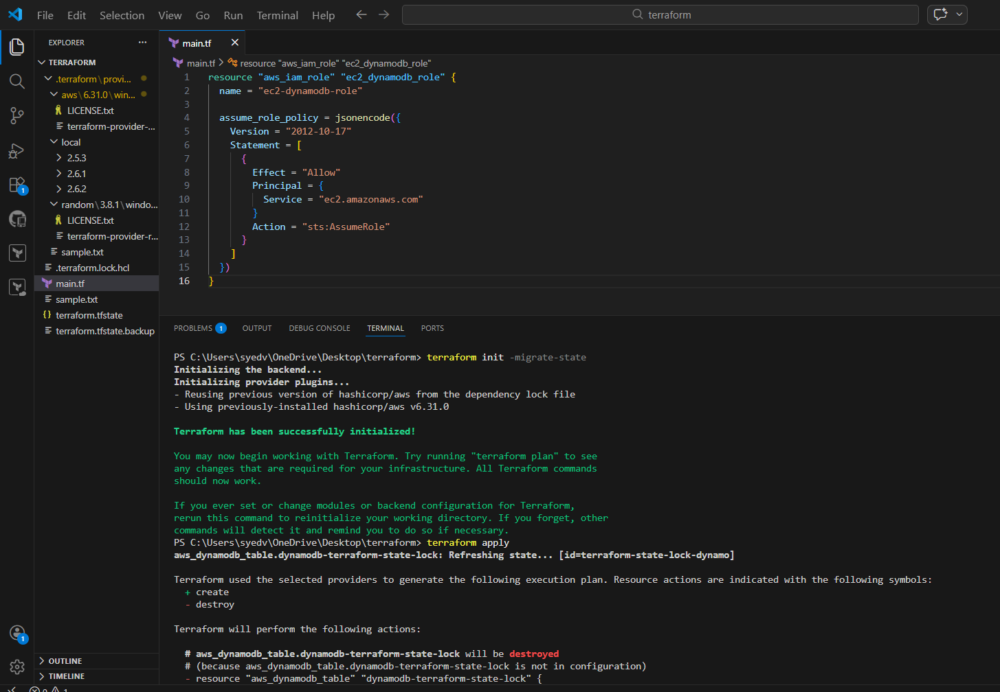 File Edit Selection View Go Run Terminal Help
terraform
EXPLORER
TERRAFORM
.terraform\provi...
aws\6.31.0\win...
LICENSE.txt
terraform-provider-...
local
2.5.3
2.6.1
2.6.2
random\3.8.1\windo...
LICENSE.txt
terraform-provider-r...
sample.txt
.terraform.lock.hcl
main.tf
sample.txt
terraform.tfstate
terraform.tfstate.backup
OUTLINE
TIMELINE
1
1
main.tf
main.tf > resource "aws_iam_role" "ec2_dynamodb_role"
1 resource "aws_iam_role" "ec2_dynamodb_role" {
2 name = "ec2-dynamodb-role"
3
4 assume_role_policy = jsonencode({
5 Version = "2012-10-17"
6 Statement = [
7 {
8 Effect = "Allow"
9 Principal = {
10 Service = "ec2.amazonaws.com"
11 }
12 Action = "sts:AssumeRole"
13 }
14 ]
15 })
16 }
PROBLEMS 1 OUTPUT DEBUG CONSOLE TERMINAL PORTS
PS C:\Users\syedv\OneDrive\Desktop\terraform> terraform init -migrate-state
Initializing the backend...
Initializing provider plugins...
- Reusing previous version of hashicorp/aws from the dependency lock file
- Using previously-installed hashicorp/aws v6.31.0
Terraform has been successfully initialized!
You may now begin working with Terraform. Try running "terraform plan" to see
any changes that are required for your infrastructure. All Terraform commands
should now work.
If you ever set or change modules or backend configuration for Terraform,
rerun this command to reinitialize your working directory. If you forget, other
commands will detect it and remind you to do so if necessary.
PS C:\Users\syedv\OneDrive\Desktop\terraform> terraform apply
aws_dynamodb_table.dynamodb-terraform-state-lock: Refreshing state... [id=terraform-state-lock-dynamo]
Terraform used the selected providers to generate the following execution plan. Resource actions are indicated with the following symbols:
+ create
- destroy
Terraform will perform the following actions:
# aws_dynamodb_table.dynamodb-terraform-state-lock will be destroyed
# (because aws_dynamodb_table.dynamodb-terraform-state-lock is not in configuration)
- resource "aws_dynamodb_table" "dynamodb-terraform-state-lock" {